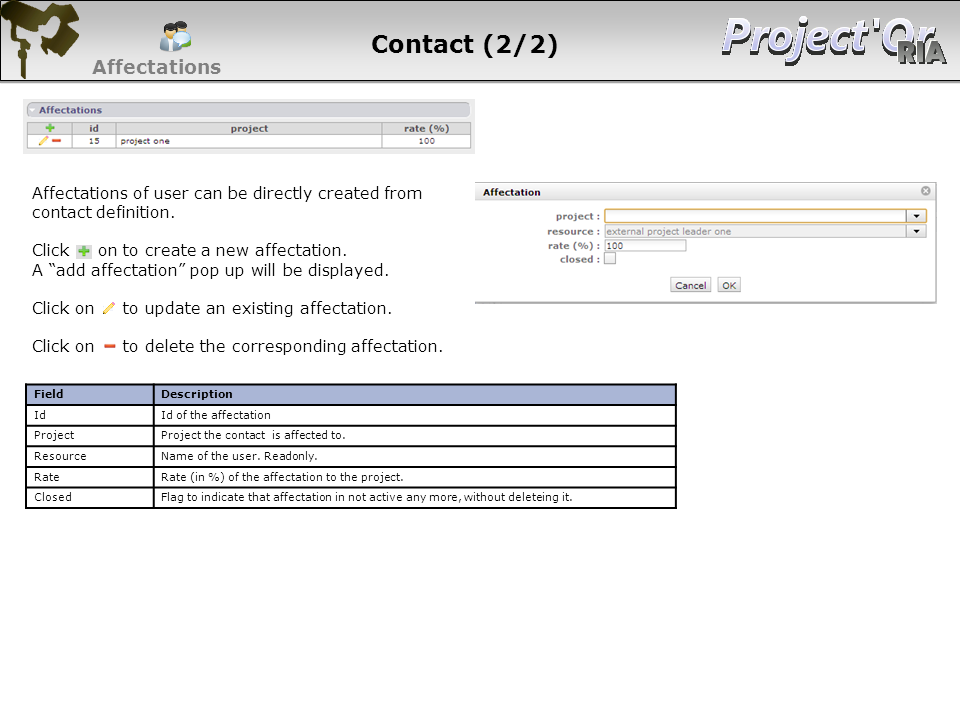 Contact (2/2)
Project'Or
RIA
Affectations
Affectations
id project rate (%)
15 project one 100
Affectations of user can be directly created from
contact definition.
Click on to create a new affectation.
A “add affectation” pop up will be displayed.
Click on to update an existing affectation.
Click on to delete the corresponding affectation.
Affectation
project :
resource : external project leader one
rate (%) : 100
closed :
Cancel OK
Field Description
Id Id of the affectation
Project Project the contact is affected to.
Resource Name of the user. Readonly.
Rate Rate (in %) of the affectation to the project.
Closed Flag to indicate that affectation in not active any more, without deleteing it.